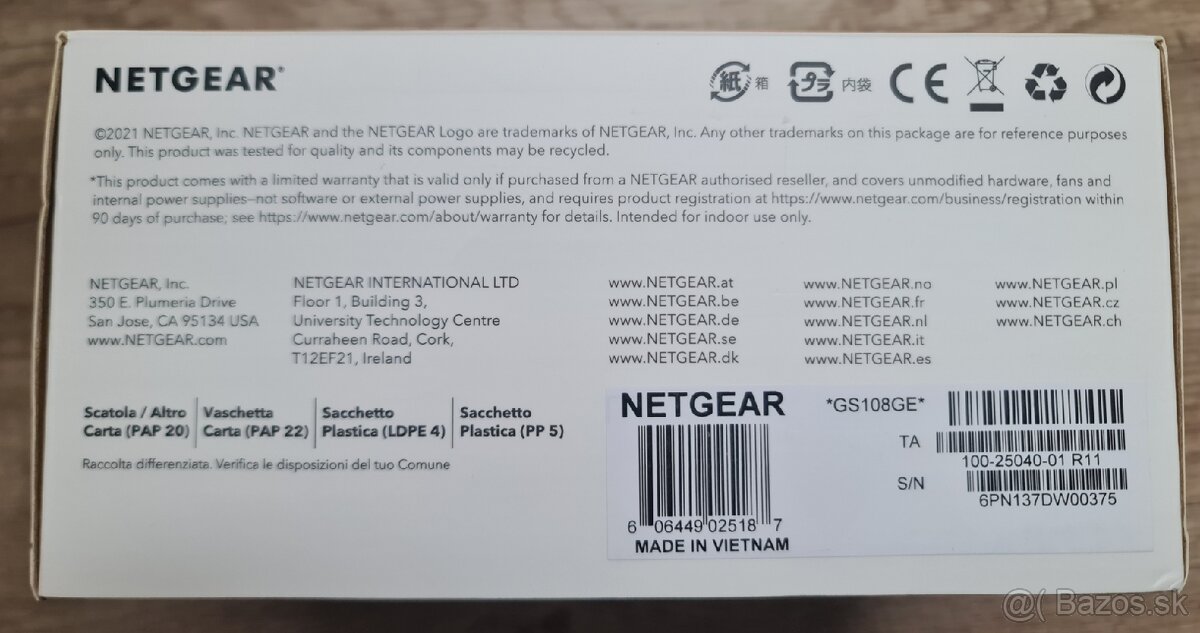 NETGEAR®
紙 箱 プラ 内袋 CE
©2021 NETGEAR, Inc. NETGEAR and the NETGEAR Logo are trademarks of NETGEAR, Inc. Any other trademarks on this package are for reference purposes
only. This product was tested for quality and its components may be recycled.
*This product comes with a limited warranty that is valid only if purchased from a NETGEAR authorised reseller, and covers unmodified hardware, fans and
internal power supplies—not software or external power supplies, and requires product registration at https://www.netgear.com/business/registration within
90 days of purchase; see https://www.netgear.com/about/warranty for details. Intended for indoor use only.
NETGEAR, Inc.
350 E. Plumeria Drive
San Jose, CA 95134 USA
www.NETGEAR.com
NETGEAR INTERNATIONAL LTD
Floor 1, Building 3,
University Technology Centre
Curraheen Road, Cork,
T12EF21, Ireland
www.NETGEAR.at
www.NETGEAR.be
www.NETGEAR.de
www.NETGEAR.se
www.NETGEAR.dk
www.NETGEAR.no
www.NETGEAR.fr
www.NETGEAR.nl
www.NETGEAR.it
www.NETGEAR.es
www.NETGEAR.pl
www.NETGEAR.cz
www.NETGEAR.ch
Scatola / Altro
Carta (PAP 20)
Vaschetta
Carta (PAP 22)
Sacchetto
Plastica (LDPE 4)
Sacchetto
Plastica (PP 5)
Raccolta differenziata. Verifica le disposizioni del tuo Comune
NETGEAR
6 06449 02518 7
MADE IN VIETNAM
*GS108GE*
TA
100-25040-01 R11
S/N
6PN137DW00375
@( Bazos.sk